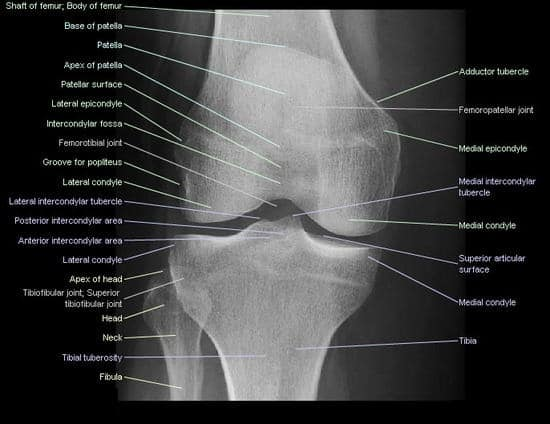 Shaft of femur; Body of femur
Base of patella
Patella
Apex of patella
Patellar surface
Lateral epicondyle
Intercondylar fossa
Femorotibial joint
Groove for popliteus
Lateral condyle
Lateral intercondylar tubercle
Posterior intercondylar area
Anterior intercondylar area
Lateral condyle
Apex of head
Tibiofibular joint; Superior
tibiofibular joint
Head
Neck
Tibial tuberosity
Fibula
Adductor tubercle
Femoropatellar joint
Medial epicondyle
Medial intercondylar
tubercle
Medial condyle
Superior articular
surface
Medial condyle
Tibia